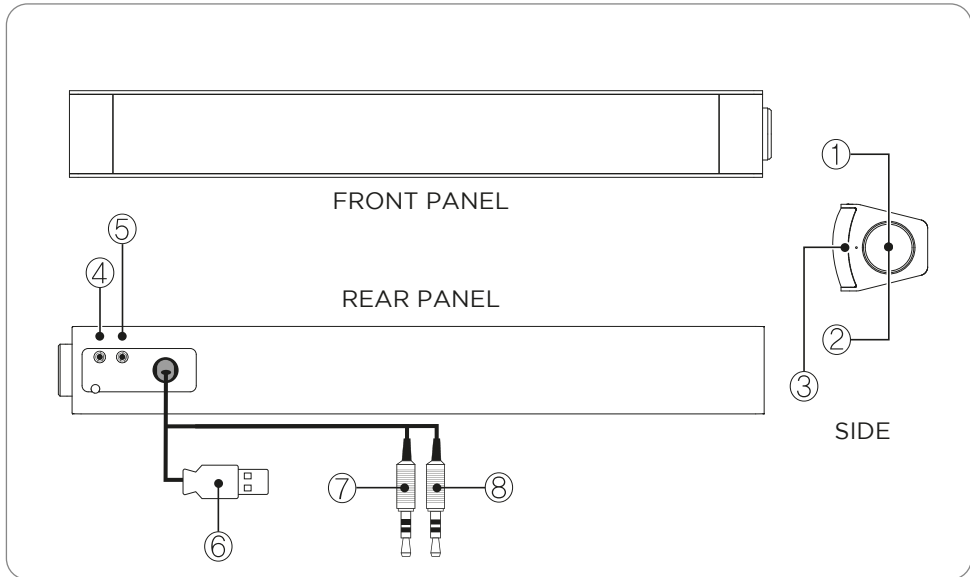 ①
FRONT PANEL
⑤
④
③
REAR PANEL
②
SIDE
⑦
⑧
⑥